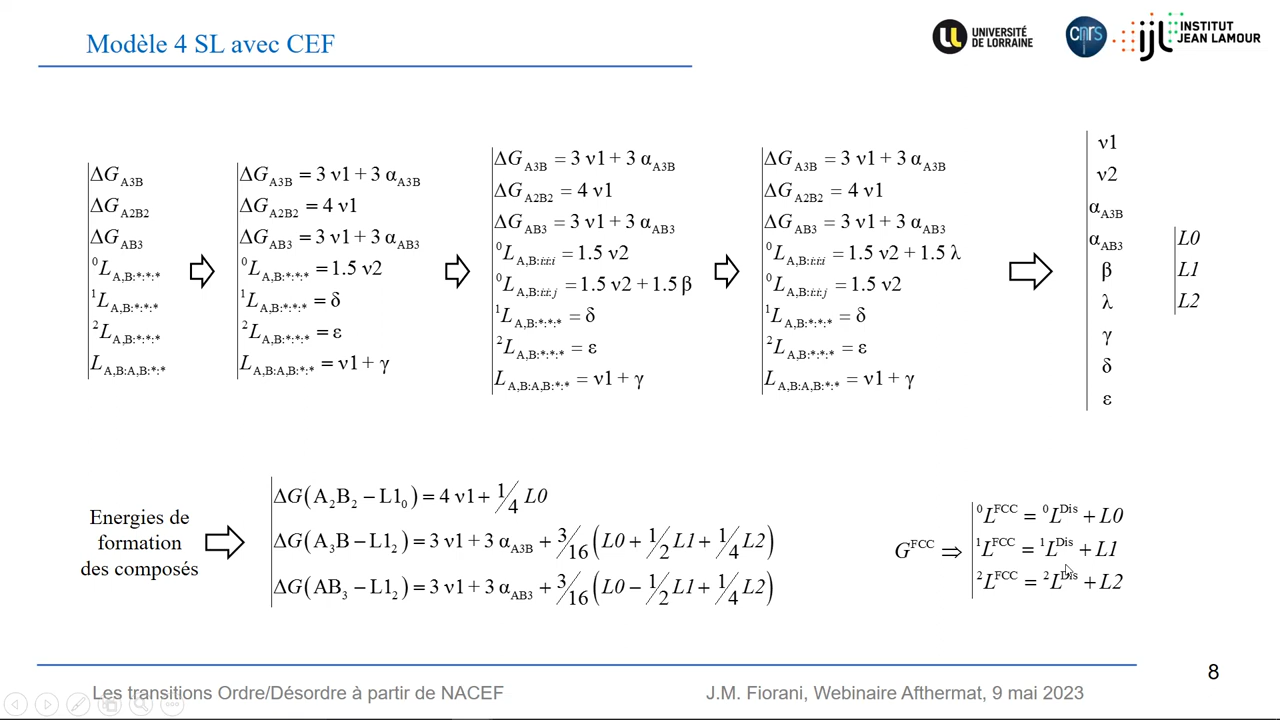 Modèle 4 SL avec CEF
UNIVERSITÉ
DE LORRAINE
cnrs
ijl
INSTITUT
JEAN LAMOUR
ΔG_A3B
ΔG_A2B2
ΔG_AB3
⁰L_A,B:*:*:*
¹L_A,B:*:*:*
²L_A,B:*:*:*
L_A,B:A,B:*:*
ΔG_A3B = 3 ν1 + 3 α_A3B
ΔG_A2B2 = 4 ν1
ΔG_AB3 = 3 ν1 + 3 α_AB3
⁰L_A,B:*:*:* = 1.5 ν2
¹L_A,B:*:*:* = δ
²L_A,B:*:*:* = ε
L_A,B:A,B:*:* = ν1 + γ
ΔG_A3B = 3 ν1 + 3 α_A3B
ΔG_A2B2 = 4 ν1
ΔG_AB3 = 3 ν1 + 3 α_AB3
⁰L_A,B:i:i:i = 1.5 ν2
⁰L_A,B:i:i:j = 1.5 ν2 + 1.5 β
¹L_A,B:*:*:* = δ
²L_A,B:*:*:* = ε
L_A,B:A,B:*:* = ν1 + γ
ΔG_A3B = 3 ν1 + 3 α_A3B
ΔG_A2B2 = 4 ν1
ΔG_AB3 = 3 ν1 + 3 α_AB3
⁰L_A,B:i:i:i = 1.5 ν2 + 1.5 λ
⁰L_A,B:i:i:j = 1.5 ν2
¹L_A,B:*:*:* = δ
²L_A,B:*:*:* = ε
L_A,B:A,B:*:* = ν1 + γ
ν1
ν2
α_A3B
α_AB3
β
λ
γ
δ
ε
L0
L1
L2
Energies de
formation
des composés
ΔG(A₂B₂ − L1₀) = 4 ν1 + 1/4 L0
ΔG(A₃B − L1₂) = 3 ν1 + 3 α_A3B + 3/16 (L0 + 1/2 L1 + 1/4 L2)
ΔG(AB₃ − L1₂) = 3 ν1 + 3 α_AB3 + 3/16 (L0 − 1/2 L1 + 1/4 L2)
G^FCC ⇒
⁰L^FCC = ⁰L^Dis + L0
¹L^FCC = ¹L^Dis + L1
²L^FCC = ²L^Dis + L2
8
Les transitions Ordre/Désordre à partir de NACEF
J.M. Fiorani, Webinaire Afthermat, 9 mai 2023